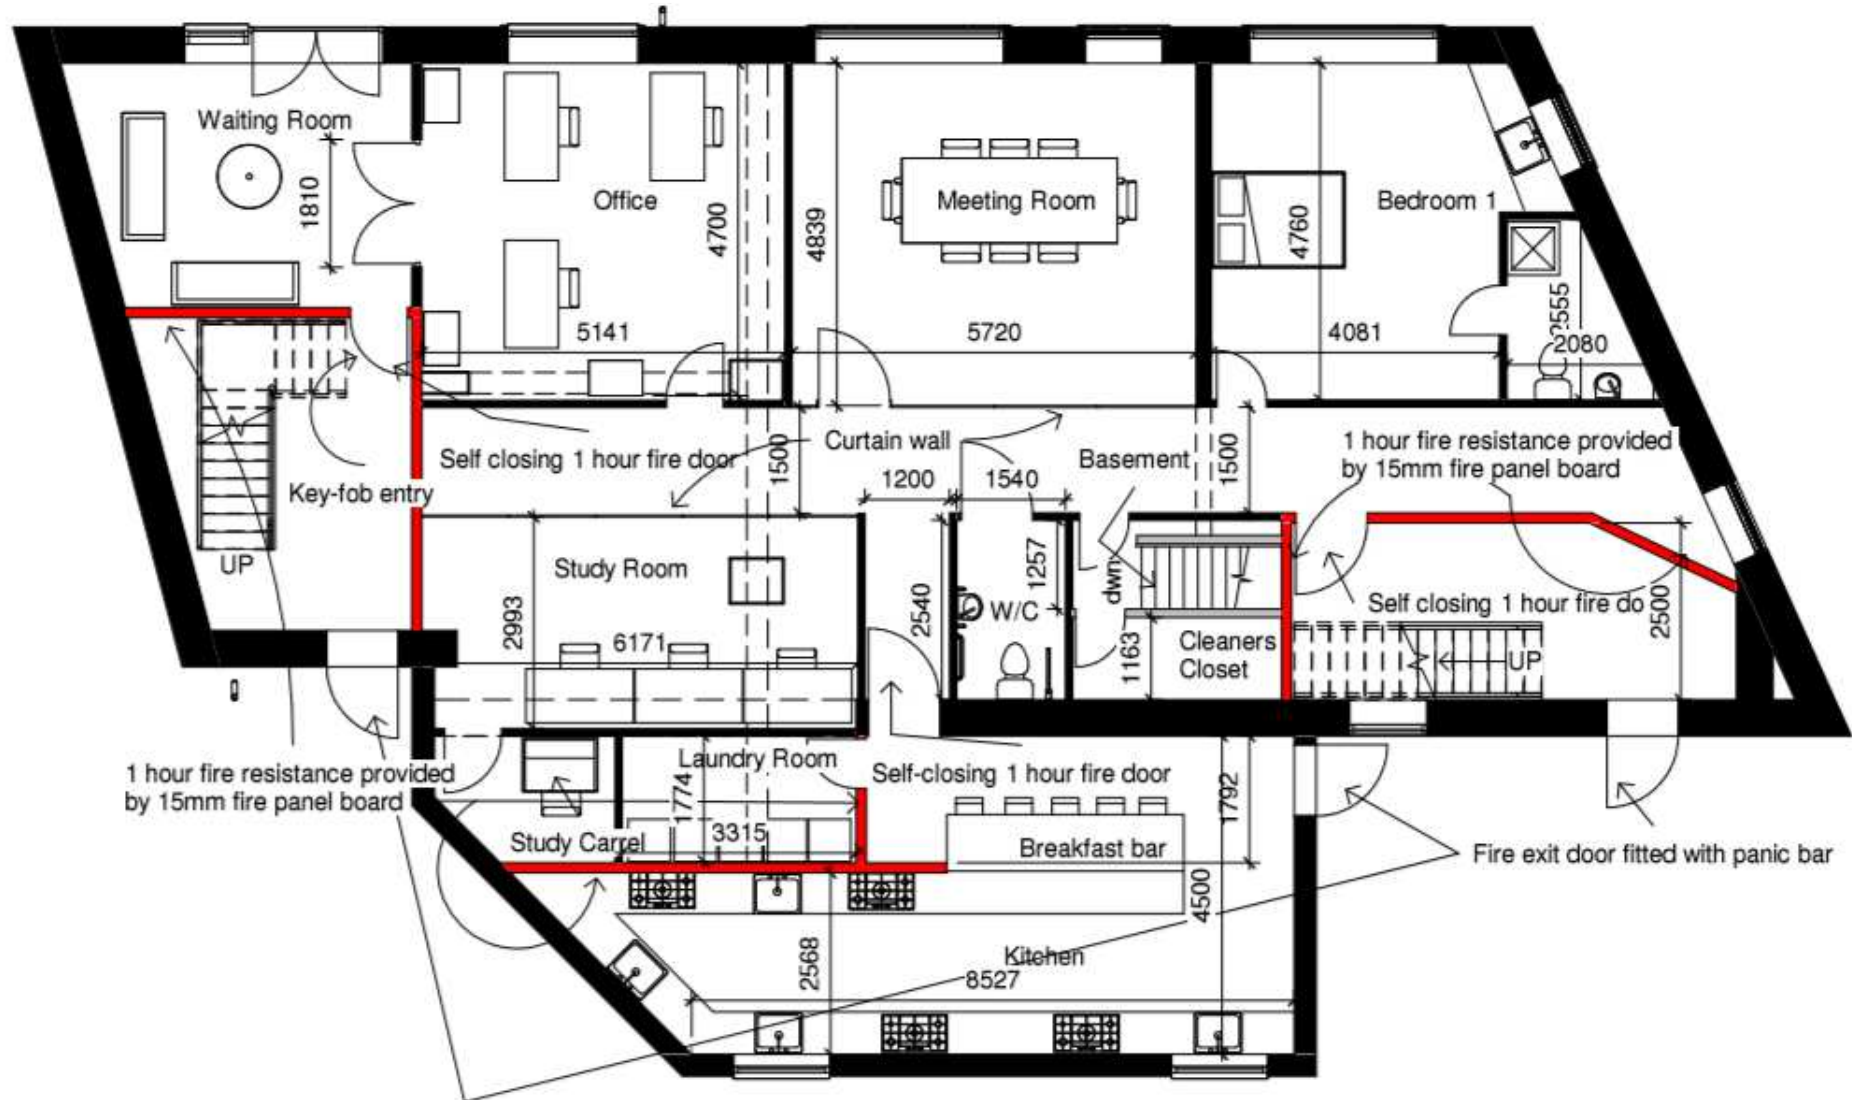 Waiting Room
1810
Office
4700
5141
4839
Meeting Room
5720
Bedroom 1
4760
4081
2555
2080
Self closing 1 hour fire door
1500
Curtain wall
1200
1540
Basement
1500
1 hour fire resistance provided
by 15mm fire panel board
Key-fob entry
UP
Study Room
2993
6171
2540
1257
W/C
dwn
1163
Cleaners
Closet
Self closing 1 hour fire do
2500
UP
1 hour fire resistance provided
by 15mm fire panel board
Laundry Room
1774
3315
Study Carrel
Self-closing 1 hour fire door
1792
Breakfast bar
Fire exit door fitted with panic bar
4500
2568
Kitchen
8527